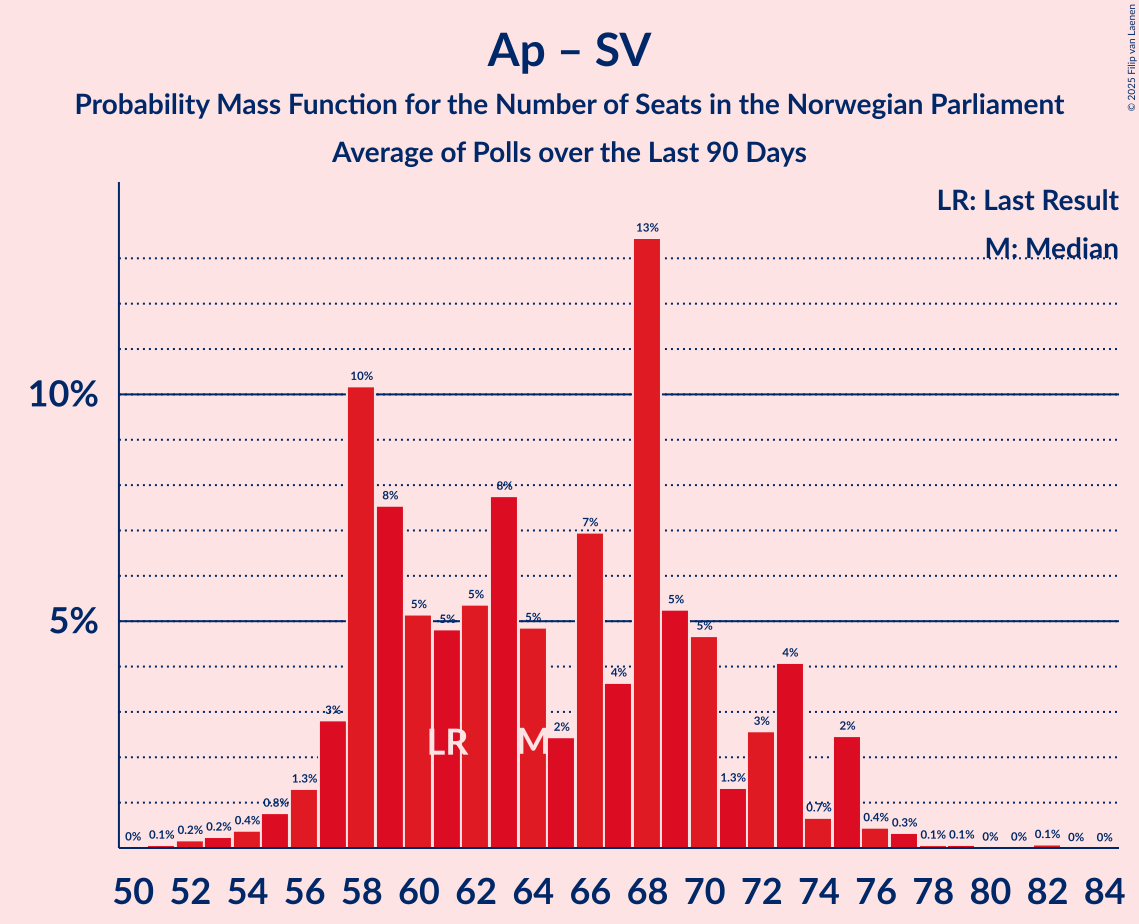 Ap – SV
Probability Mass Function for the Number of Seats in the Norwegian Parliament
Average of Polls over the Last 90 Days
© 2025 Filip van Laenen
LR: Last Result
M: Median
10%
5%
0% 0.1% 0.2% 0.2% 0.4% 0.8% 1.3% 3% 10% 8% 5% 5% 5% 8% 5% 2% 7% 4% 13% 5% 5% 1.3% 3% 4% 0.7% 2% 0.4% 0.3% 0.1% 0.1% 0% 0% 0.1% 0% 0%
LR M
50 52 54 56 58 60 62 64 66 68 70 72 74 76 78 80 82 84